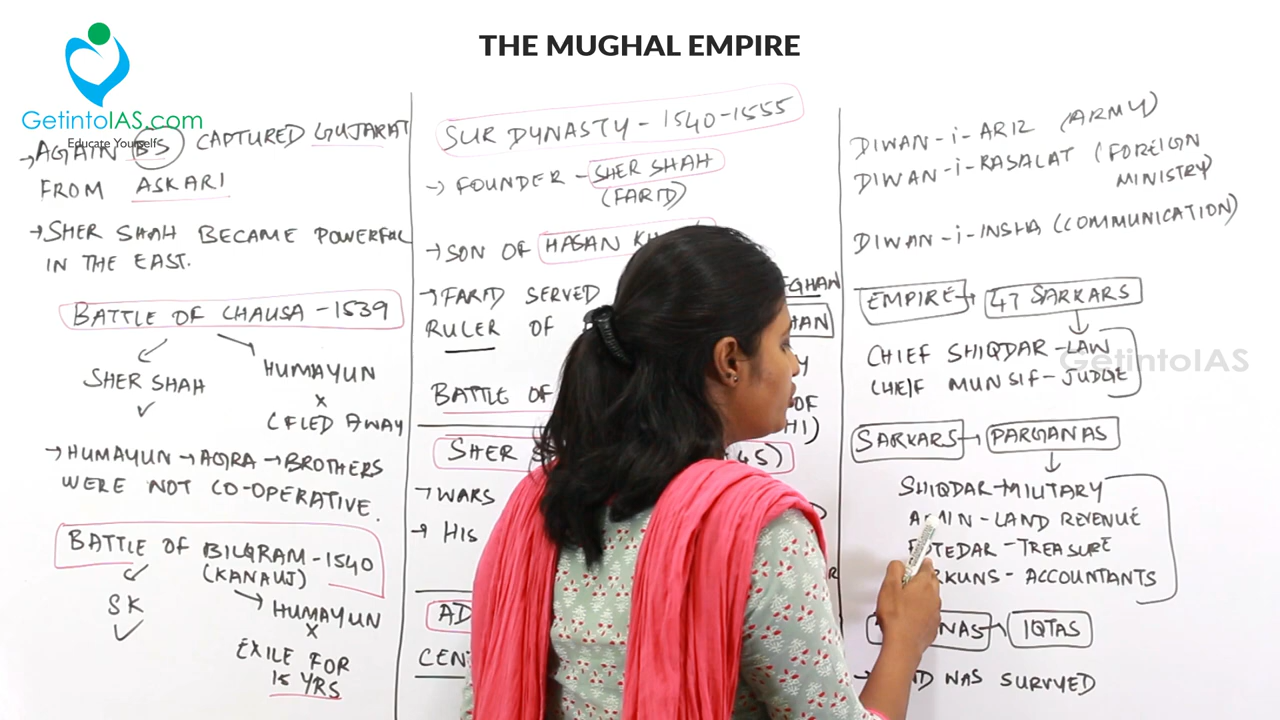 THE MUGHAL EMPIRE
GetintoIAS.com
Educate Yourself
→ AGAIN BS CAPTURED GUJARAT
FROM ASKARI
→ SHER SHAH BECAME POWERFUL
IN THE EAST.
BATTLE OF CHAUSA - 1539
SHER SHAH
✓
HUMAYUN
x
(FLED AWAY
→ HUMAYUN → AGRA → BROTHERS
WERE NOT CO-OPERATIVE.
BATTLE OF BILGRAM - 1540
(KANAUJ)
SK
✓
HUMAYUN
x
EXILE FOR
15 YRS
SUR DYNASTY - 1540-1555
→ FOUNDER - SHER SHAH
(FARID)
→ SON OF HASAN
→ FARID SERVED AFGHAN
RULER OF
BATTLE OF
OF
SHER
→ WARS
→ HIS
DIWAN-i-ARIZ (ARMY)
DIWAN-i-RASALAT (FOREIGN
MINISTRY)
DIWAN-i-INSHA (COMMUNICATION)
EMPIRE → 47 SARKARS
CHIEF SHIQDAR - LAW
CHEIF MUNSIF - JUDGE
GetintoIAS
SARKARS → PARGANAS
SHIQDAR - MILITARY
AMIN - LAND REVENUE
- TREASURE
- ACCOUNTANTS
IQTAS
WAS SURVYED